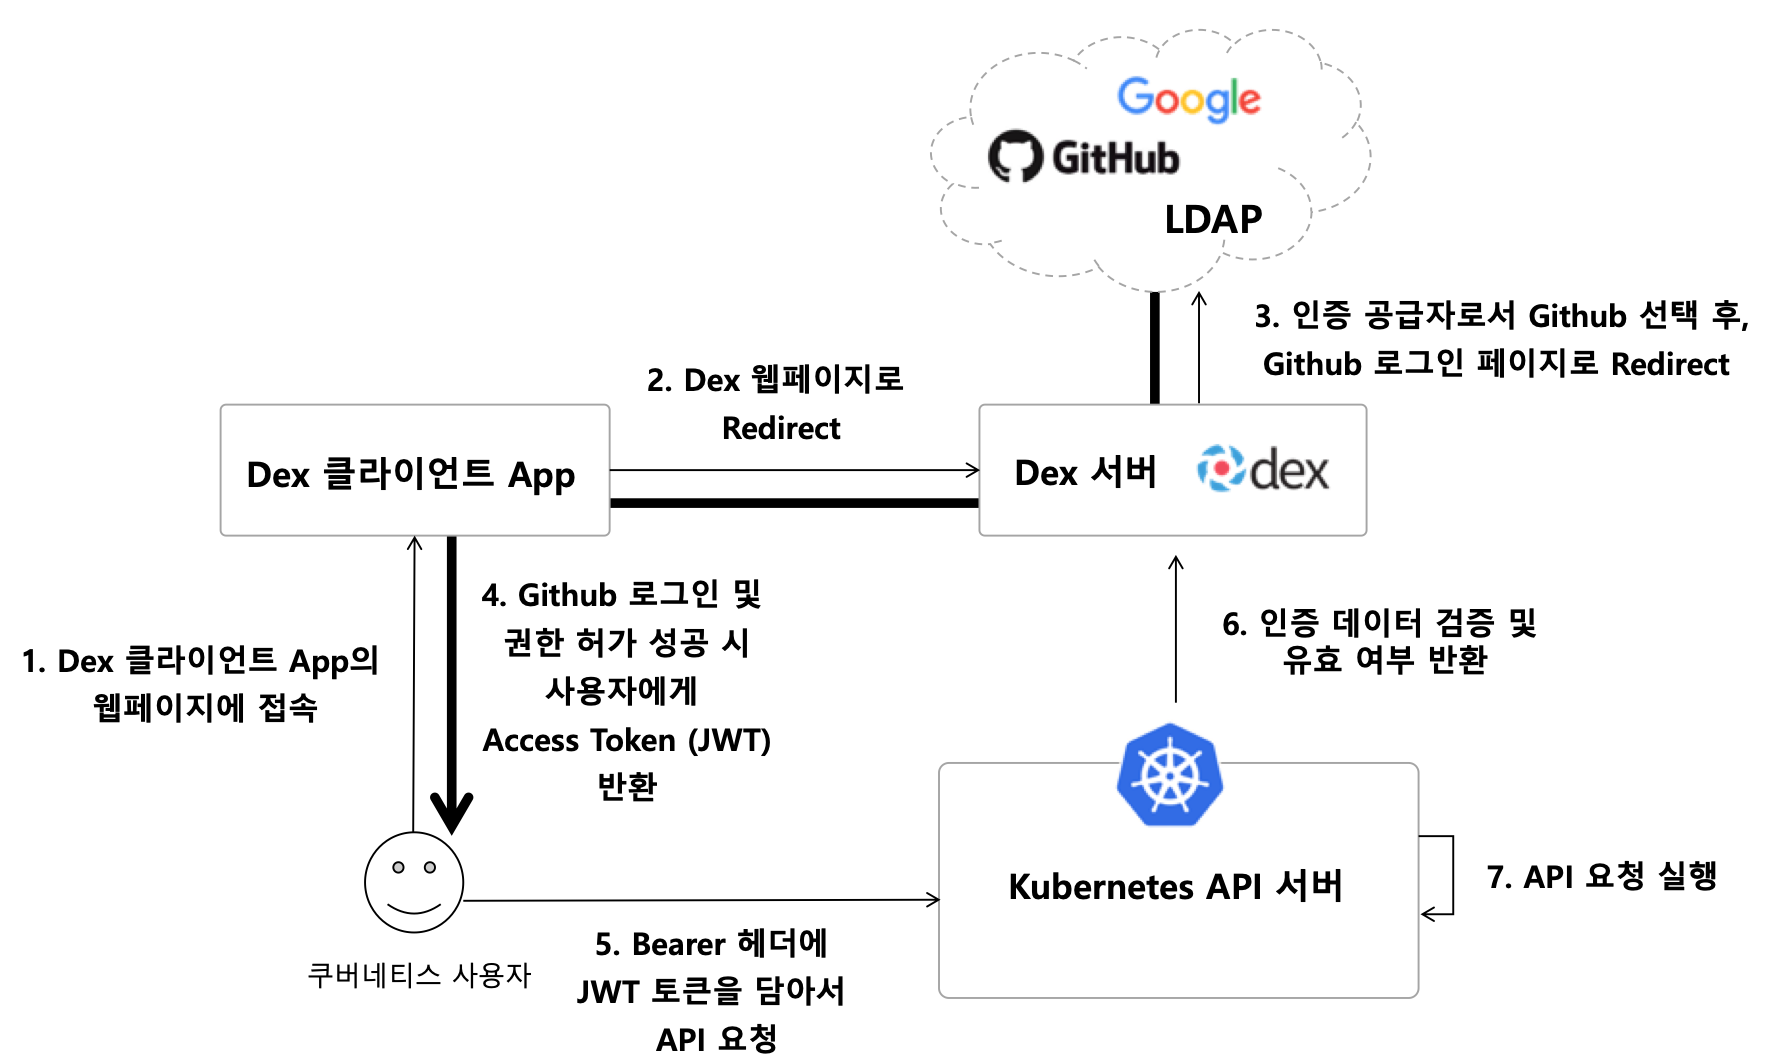 Google
GitHub
LDAP
3. 인증 공급자로서 Github 선택 후,
Github 로그인 페이지로 Redirect
2. Dex 웹페이지로
Redirect
Dex 클라이언트 App
Dex 서버
dex
4. Github 로그인 및
권한 허가 성공 시
사용자에게
Access Token (JWT)
반환
1. Dex 클라이언트 App의
웹페이지에 접속
6. 인증 데이터 검증 및
유효 여부 반환
Kubernetes API 서버
7. API 요청 실행
쿠버네티스 사용자
5. Bearer 헤더에
JWT 토큰을 담아서
API 요청